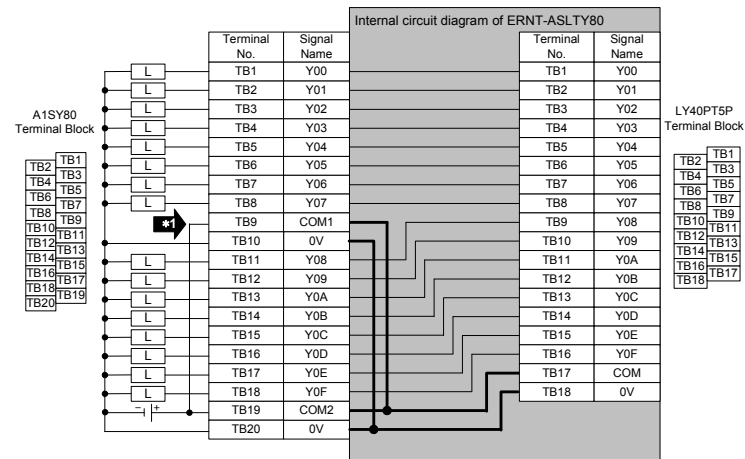 Internal circuit diagram of ERNT-ASLTY80
Terminal No. Signal Name Terminal No. Signal Name
L TB1 Y00 TB1 Y00
L TB2 Y01 TB2 Y01
L TB3 Y02 TB3 Y02
L TB4 Y03 TB4 Y03
L TB5 Y04 TB5 Y04
L TB6 Y05 TB6 Y05
L TB7 Y06 TB7 Y06
L TB8 Y07 TB8 Y07
*1 TB9 COM1 TB9 Y08
TB10 0V TB10 Y09
L TB11 Y08 TB11 Y0A
L TB12 Y09 TB12 Y0B
L TB13 Y0A TB13 Y0C
L TB14 Y0B TB14 Y0D
L TB15 Y0C TB15 Y0E
L TB16 Y0D TB16 Y0F
L TB17 Y0E TB17 COM
L TB18 Y0F TB18 0V
− + TB19 COM2
TB20 0V
A1SY80
Terminal Block
TB1
TB2
TB3
TB4
TB5
TB6
TB7
TB8
TB9
TB10
TB11
TB12
TB13
TB14
TB15
TB16
TB17
TB18
TB19
TB20
LY40PT5P
Terminal Block
TB1
TB2
TB3
TB4
TB5
TB6
TB7
TB8
TB9
TB10
TB11
TB12
TB13
TB14
TB15
TB16
TB17
TB18